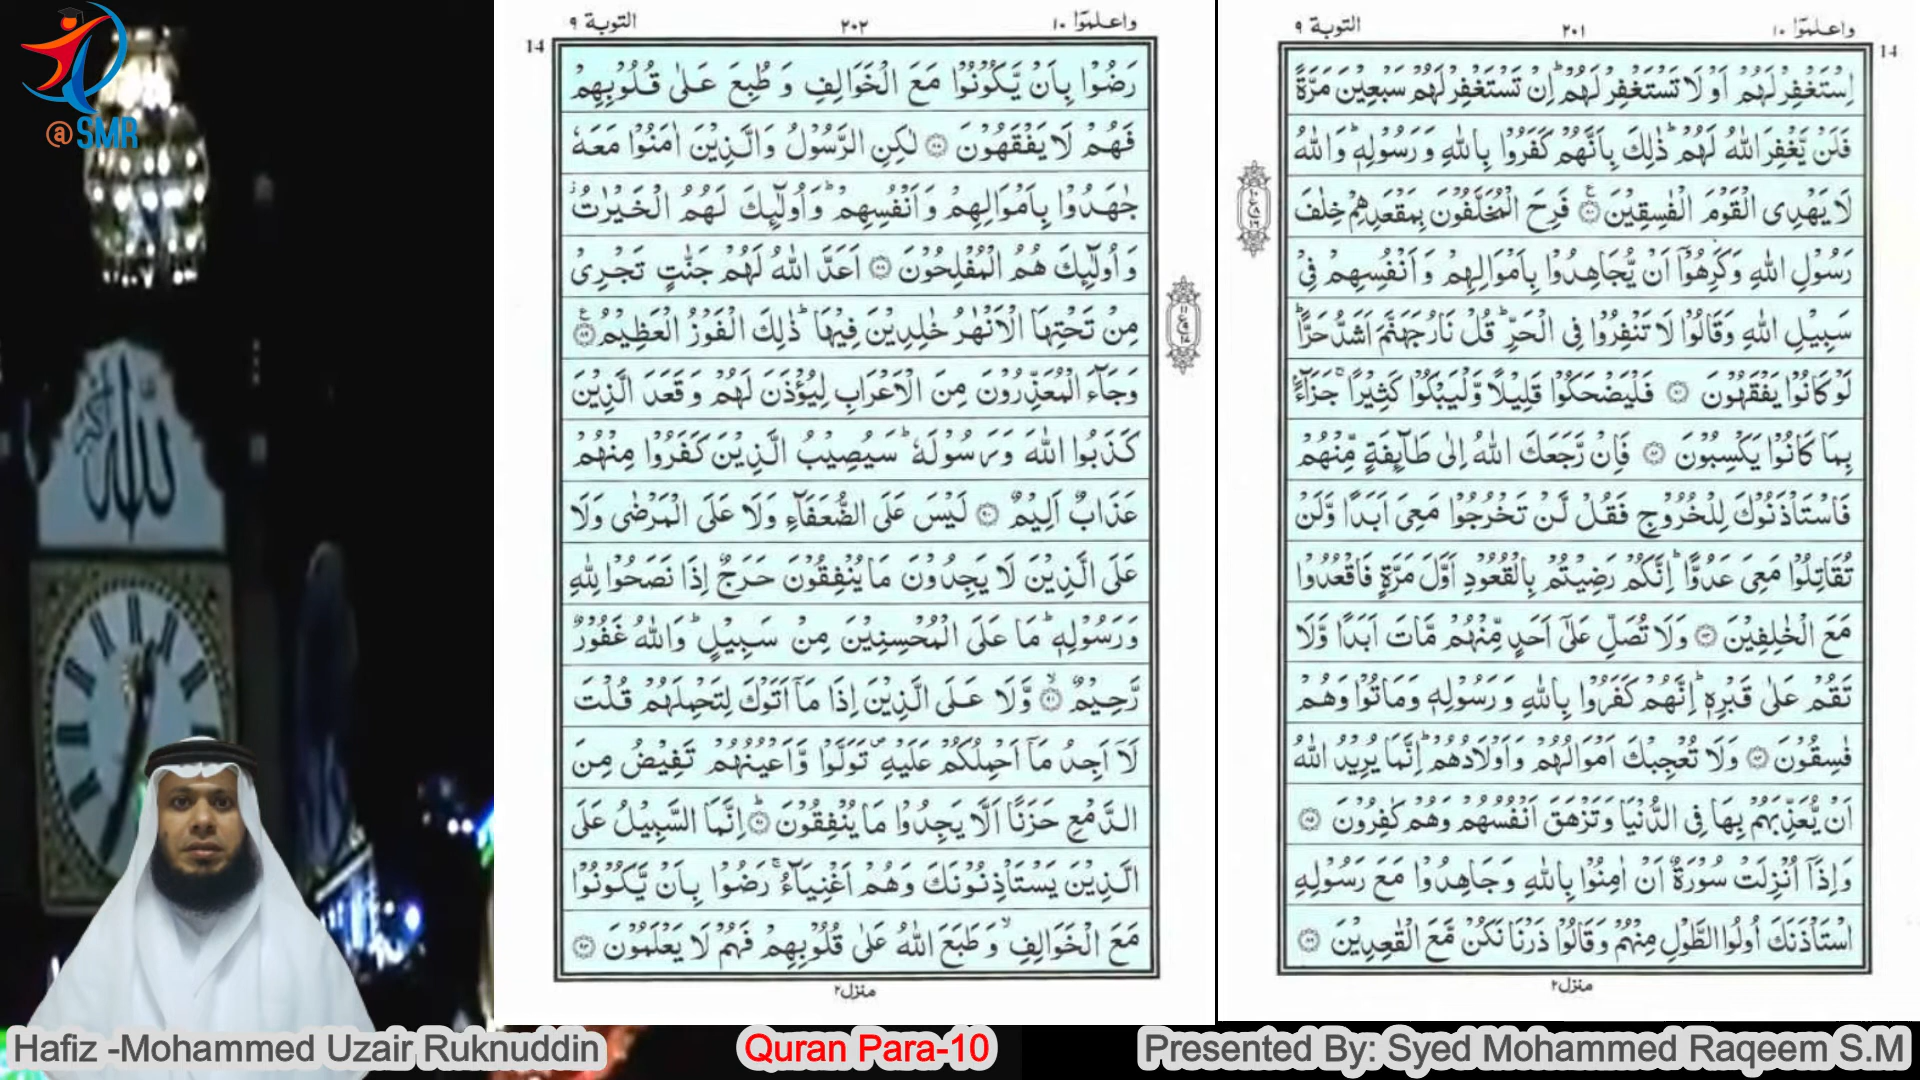 @SMR
واعلموا ١٠
٢٠١
التوبة ٩
14
اِسْتَغْفِرْ لَهُمْ اَوْ لَا تَسْتَغْفِرْ لَهُمْ ؕ اِنْ تَسْتَغْفِرْ لَهُمْ سَبْعِيْنَ مَرَّةً
فَلَنْ يَّغْفِرَ اللّٰهُ لَهُمْ ؕ ذٰلِكَ بِاَنَّهُمْ كَفَرُوْا بِاللّٰهِ وَ رَسُوْلِهٖ ؕ وَاللّٰهُ
لَا يَهْدِى الْقَوْمَ الْفٰسِقِيْنَ ۝ فَرِحَ الْمُخَلَّفُوْنَ بِمَقْعَدِهِمْ خِلٰفَ
رَسُوْلِ اللّٰهِ وَكَرِهُوْٓا اَنْ يُّجَاهِدُوْا بِاَمْوَالِهِمْ وَ اَنْفُسِهِمْ فِىْ
سَبِيْلِ اللّٰهِ وَقَالُوْا لَا تَنْفِرُوْا فِى الْحَرِّ ؕ قُلْ نَارُ جَهَنَّمَ اَشَدُّ حَرًّا ؕ
لَوْ كَانُوْا يَفْقَهُوْنَ ۝ فَلْيَضْحَكُوْا قَلِيْلًا وَّلْيَبْكُوْا كَثِيْرًا ۚ جَزَآءًۢ
بِمَا كَانُوْا يَكْسِبُوْنَ ۝ فَاِنْ رَّجَعَكَ اللّٰهُ اِلٰى طَآئِفَةٍ مِّنْهُمْ
فَاسْتَاْذَنُوْكَ لِلْخُرُوْجِ فَقُلْ لَّنْ تَخْرُجُوْا مَعِىَ اَبَدًا وَّلَنْ
تُقَاتِلُوْا مَعِىَ عَدُوًّا ؕ اِنَّكُمْ رَضِيْتُمْ بِالْقُعُوْدِ اَوَّلَ مَرَّةٍ فَاقْعُدُوْا
مَعَ الْخٰلِفِيْنَ ۝ وَلَا تُصَلِّ عَلٰٓى اَحَدٍ مِّنْهُمْ مَّاتَ اَبَدًا وَّلَا
تَقُمْ عَلٰى قَبْرِهٖ ؕ اِنَّهُمْ كَفَرُوْا بِاللّٰهِ وَ رَسُوْلِهٖ وَمَاتُوْا وَهُمْ
فٰسِقُوْنَ ۝ وَلَا تُعْجِبْكَ اَمْوَالُهُمْ وَ اَوْلَادُهُمْ ؕ اِنَّمَا يُرِيْدُ اللّٰهُ
اَنْ يُّعَذِّبَهُمْ بِهَا فِى الدُّنْيَا وَ تَزْهَقَ اَنْفُسُهُمْ وَهُمْ كٰفِرُوْنَ ۝
وَاِذَآ اُنْزِلَتْ سُوْرَةٌ اَنْ اٰمِنُوْا بِاللّٰهِ وَ جَاهِدُوْا مَعَ رَسُوْلِهِ
اسْتَاْذَنَكَ اُولُوا الطَّوْلِ مِنْهُمْ وَقَالُوْا ذَرْنَا نَكُنْ مَّعَ الْقٰعِدِيْنَ ۝
منزل ٢
واعلموا ١٠
٢٠٢
التوبة ٩
14
رَضُوْا بِاَنْ يَّكُوْنُوْا مَعَ الْخَوَالِفِ وَ طُبِعَ عَلٰى قُلُوْبِهِمْ
فَهُمْ لَا يَفْقَهُوْنَ ۝ لٰكِنِ الرَّسُوْلُ وَالَّذِيْنَ اٰمَنُوْا مَعَهٗ
جٰهَدُوْا بِاَمْوَالِهِمْ وَ اَنْفُسِهِمْ ؕ وَ اُولٰٓئِكَ لَهُمُ الْخَيْرٰتُ ۫
وَ اُولٰٓئِكَ هُمُ الْمُفْلِحُوْنَ ۝ اَعَدَّ اللّٰهُ لَهُمْ جَنّٰتٍ تَجْرِىْ
مِنْ تَحْتِهَا الْاَنْهٰرُ خٰلِدِيْنَ فِيْهَا ؕ ذٰلِكَ الْفَوْزُ الْعَظِيْمُ ۝
وَ جَآءَ الْمُعَذِّرُوْنَ مِنَ الْاَعْرَابِ لِيُؤْذَنَ لَهُمْ وَ قَعَدَ الَّذِيْنَ
كَذَبُوا اللّٰهَ وَ رَسُوْلَهٗ ؕ سَيُصِيْبُ الَّذِيْنَ كَفَرُوْا مِنْهُمْ
عَذَابٌ اَلِيْمٌ ۝ لَيْسَ عَلَى الضُّعَفَآءِ وَلَا عَلَى الْمَرْضٰى وَلَا
عَلَى الَّذِيْنَ لَا يَجِدُوْنَ مَا يُنْفِقُوْنَ حَرَجٌ اِذَا نَصَحُوْا لِلّٰهِ
وَ رَسُوْلِهٖ ؕ مَا عَلَى الْمُحْسِنِيْنَ مِنْ سَبِيْلٍ ؕ وَاللّٰهُ غَفُوْرٌ
رَّحِيْمٌ ۝ وَّلَا عَلَى الَّذِيْنَ اِذَا مَآ اَتَوْكَ لِتَحْمِلَهُمْ قُلْتَ
لَآ اَجِدُ مَآ اَحْمِلُكُمْ عَلَيْهِ ۪ تَوَلَّوْا وَّ اَعْيُنُهُمْ تَفِيْضُ مِنَ
الدَّمْعِ حَزَنًا اَلَّا يَجِدُوْا مَا يُنْفِقُوْنَ ۝ اِنَّمَا السَّبِيْلُ عَلَى
الَّذِيْنَ يَسْتَاْذِنُوْنَكَ وَهُمْ اَغْنِيَآءُ ۚ رَضُوْا بِاَنْ يَّكُوْنُوْا
مَعَ الْخَوَالِفِ ۙ وَ طَبَعَ اللّٰهُ عَلٰى قُلُوْبِهِمْ فَهُمْ لَا يَعْلَمُوْنَ ۝
منزل ٢
الله
Hafiz -Mohammed Uzair Ruknuddin
Quran Para-10
Presented By: Syed Mohammed Raqeem S.M